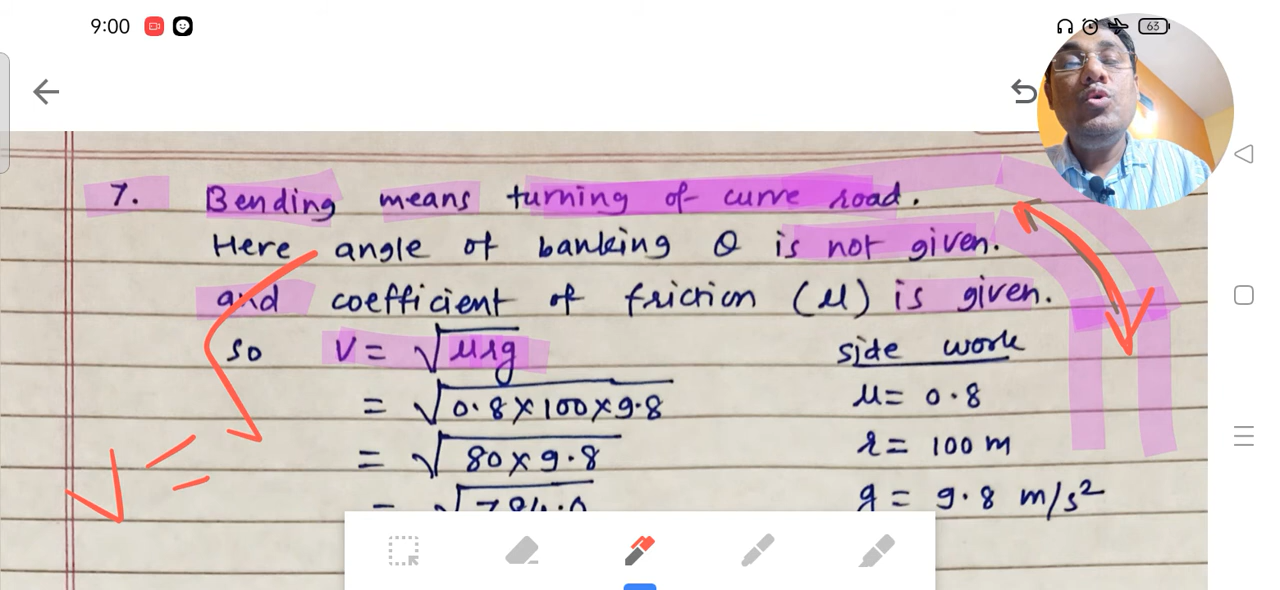 9:00
63
7. Bending means turning of curve road.
Here angle of banking θ is not given.
and coefficient of friction (μ) is given.
so V = √μrg
= √0.8×100×9.8
= √80×9.8
V =
side work
μ = 0.8
r = 100 m
g = 9.8 m/s²